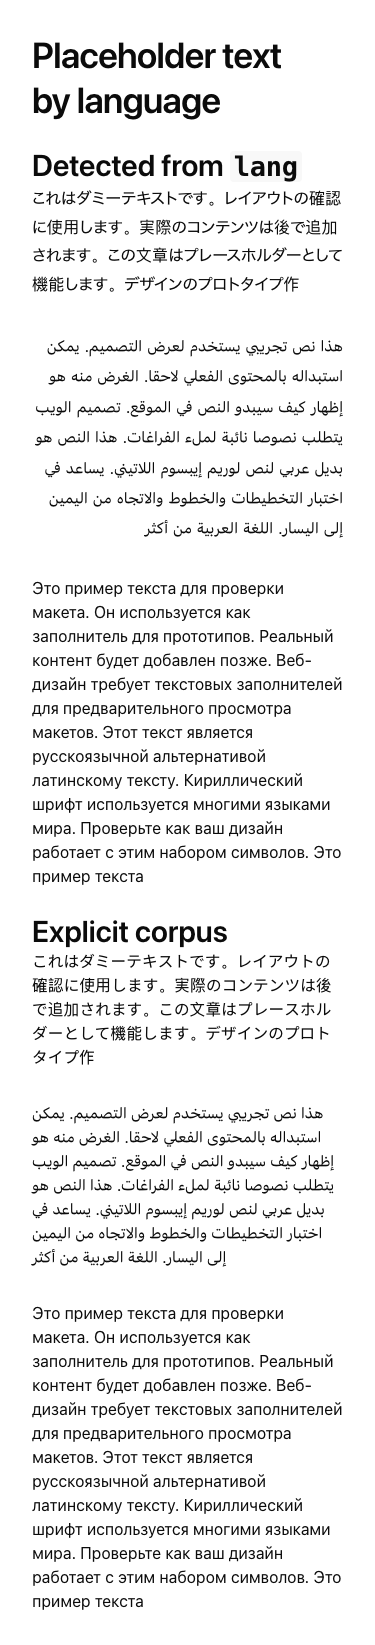 Placeholder text
by language
Detected from lang
これはダミーテキストです。レイアウトの確認
に使用します。実際のコンテンツは後で追加
されます。この文章はプレースホルダーとして
機能します。デザインのプロトタイプ作
هذا نص تجريبي يستخدم لعرض التصميم. يمكن
استبداله بالمحتوى الفعلي لاحقا. الغرض منه هو
إظهار كيف سيبدو النص في الموقع. تصميم الويب
يتطلب نصوصا نائبة لملء الفراغات. هذا النص هو
بديل عربي لنص لوريم إيبسوم اللاتيني. يساعد في
اختبار التخطيطات والخطوط والاتجاه من اليمين
إلى اليسار. اللغة العربية من أكثر
Это пример текста для проверки
макета. Он используется как
заполнитель для прототипов. Реальный
контент будет добавлен позже. Веб-
дизайн требует текстовых заполнителей
для предварительного просмотра
макетов. Этот текст является
русскоязычной альтернативой
латинскому тексту. Кириллический
шрифт используется многими языками
мира. Проверьте как ваш дизайн
работает с этим набором символов. Это
пример текста
Explicit corpus
これはダミーテキストです。レイアウトの
確認に使用します。実際のコンテンツは後
で追加されます。この文章はプレースホル
ダーとして機能します。デザインのプロト
タイプ作
هذا نص تجريبي يستخدم لعرض التصميم. يمكن
استبداله بالمحتوى الفعلي لاحقا. الغرض منه هو
إظهار كيف سيبدو النص في الموقع. تصميم الويب
يتطلب نصوصا نائبة لملء الفراغات. هذا النص هو
بديل عربي لنص لوريم إيبسوم اللاتيني. يساعد في
اختبار التخطيطات والخطوط والاتجاه من اليمين
إلى اليسار. اللغة العربية من أكثر
Это пример текста для проверки
макета. Он используется как
заполнитель для прототипов. Реальный
контент будет добавлен позже. Веб-
дизайн требует текстовых заполнителей
для предварительного просмотра
макетов. Этот текст является
русскоязычной альтернативой
латинскому тексту. Кириллический
шрифт используется многими языками
мира. Проверьте как ваш дизайн
работает с этим набором символов. Это
пример текста